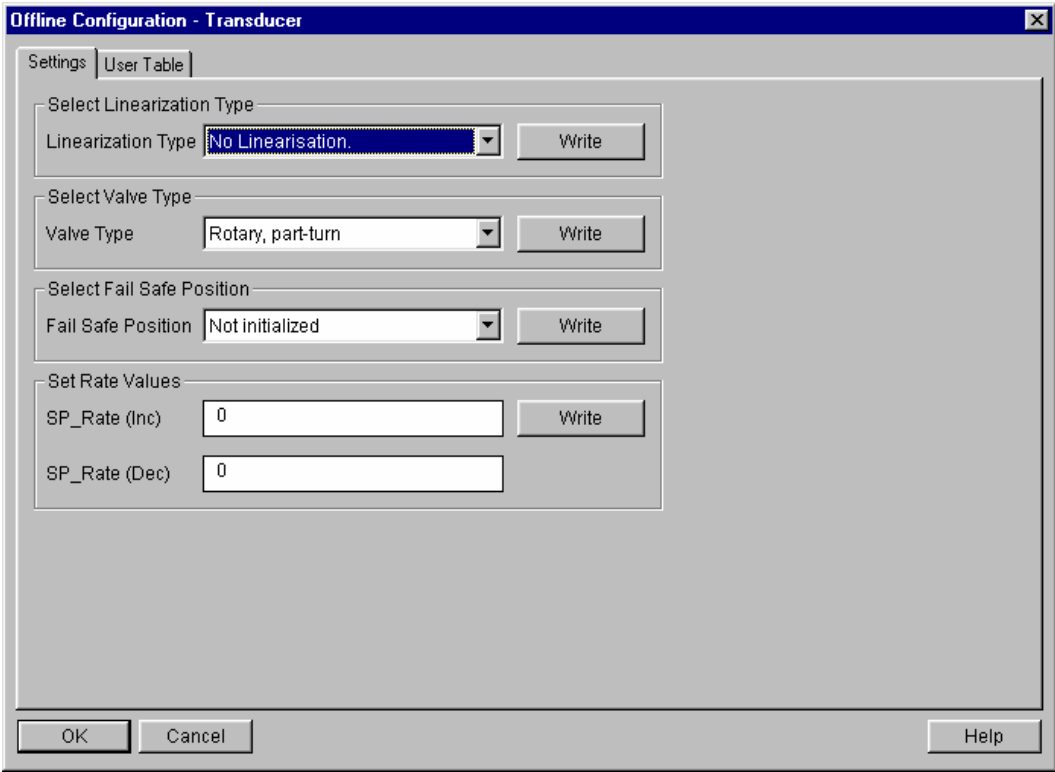 Offline Configuration - Transducer
Settings User Table
Select Linearization Type
Linearization Type No Linearisation. Write
Select Valve Type
Valve Type Rotary, part-turn Write
Select Fail Safe Position
Fail Safe Position Not initialized Write
Set Rate Values
SP_Rate (Inc) 0 Write
SP_Rate (Dec) 0
OK Cancel Help